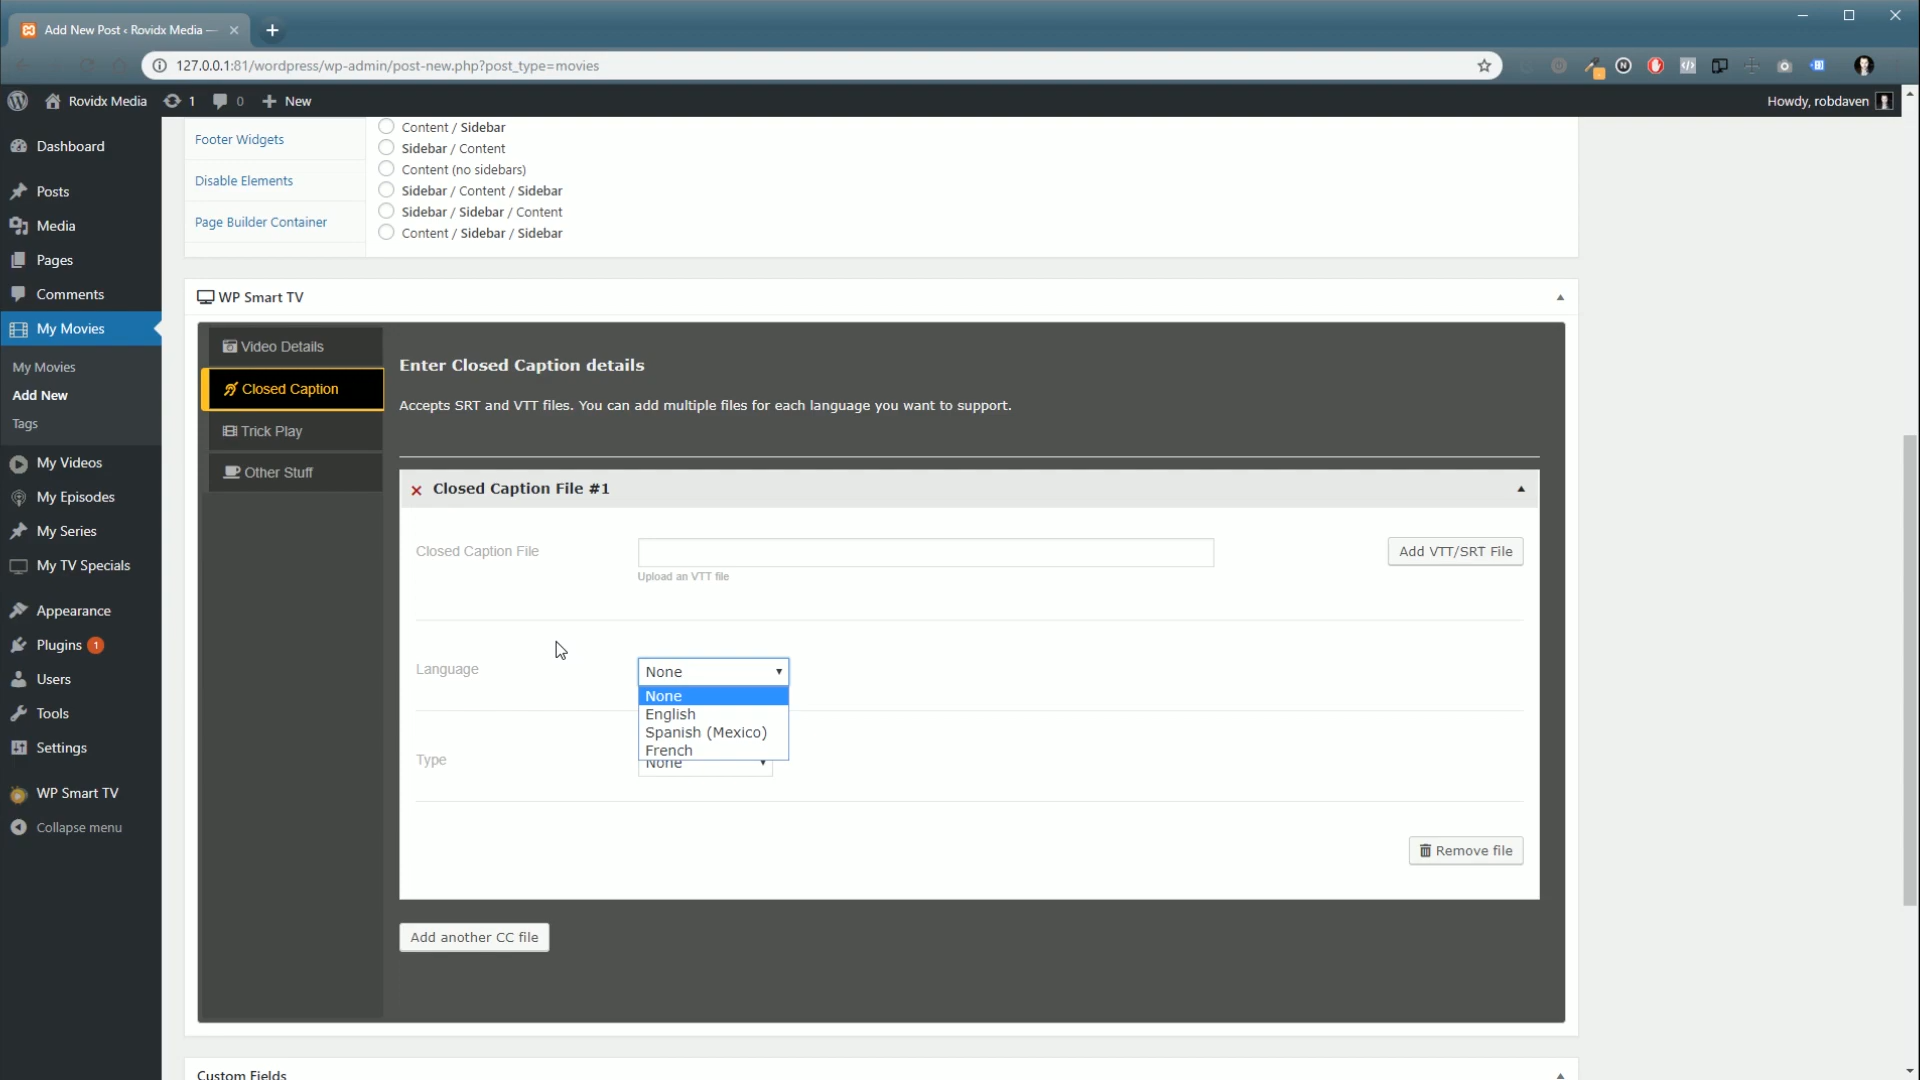 Add New Post ‹ Rovidx Media —
127.0.0.1:81/wordpress/wp-admin/post-new.php?post_type=movies
Rovidx Media 1 0 New
Howdy, robdaven
Dashboard
Posts
Media
Pages
Comments
My Movies
My Movies
Add New
Tags
My Videos
My Episodes
My Series
My TV Specials
Appearance
Plugins 1
Users
Tools
Settings
WP Smart TV
Collapse menu
Footer Widgets
Disable Elements
Page Builder Container
Content / Sidebar
Sidebar / Content
Content (no sidebars)
Sidebar / Content / Sidebar
Sidebar / Sidebar / Content
Content / Sidebar / Sidebar
WP Smart TV
Video Details
Closed Caption
Trick Play
Other Stuff
Enter Closed Caption details
Accepts SRT and VTT files. You can add multiple files for each language you want to support.
Closed Caption File #1
Closed Caption File
Add VTT/SRT File
Upload an VTT file
Language
None
None
English
Spanish (Mexico)
French
Type
None
Remove file
Add another CC file
Custom Fields